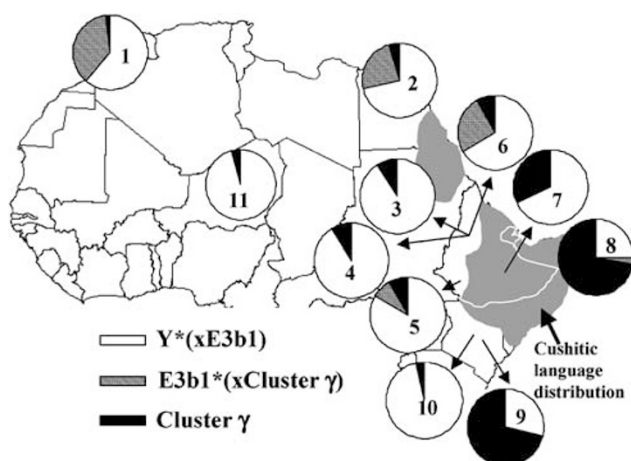 1
2
6
7
11
3
8
4
5
Y*(xE3b1)
E3b1*(xCluster γ)
Cluster γ
Cushitic
language
distribution
10
9